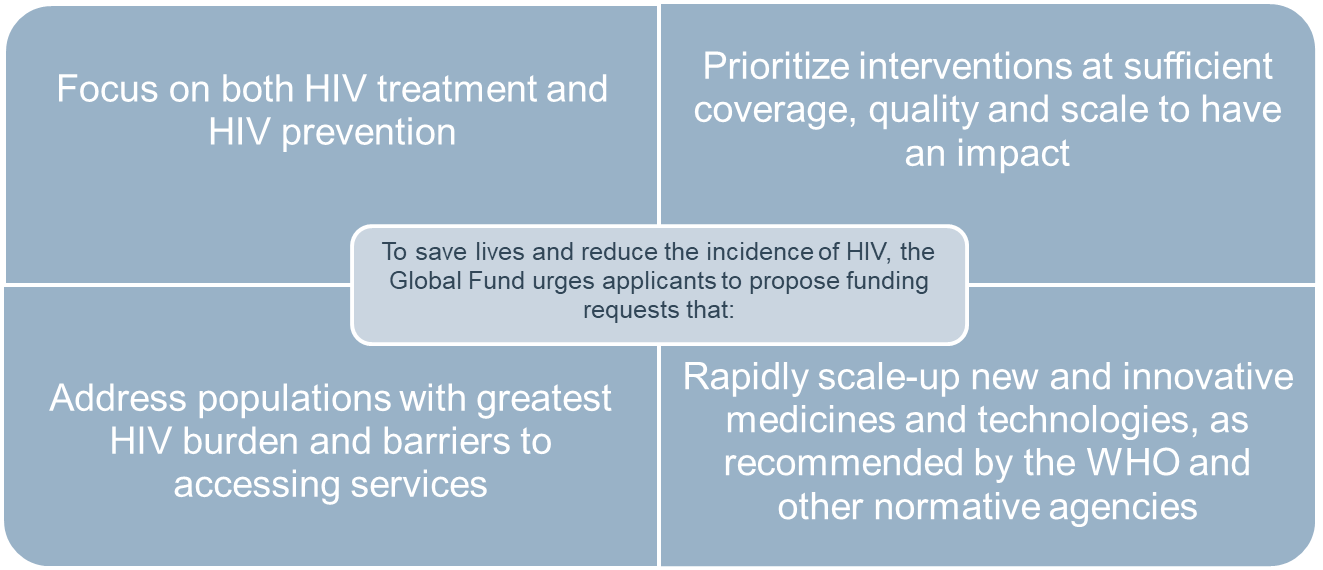 Focus on both HIV treatment and
HIV prevention
Prioritize interventions at sufficient
coverage, quality and scale to have
an impact
To save lives and reduce the incidence of HIV, the
Global Fund urges applicants to propose funding
requests that:
Address populations with greatest
HIV burden and barriers to
accessing services
Rapidly scale-up new and innovative
medicines and technologies, as
recommended by the WHO and
other normative agencies